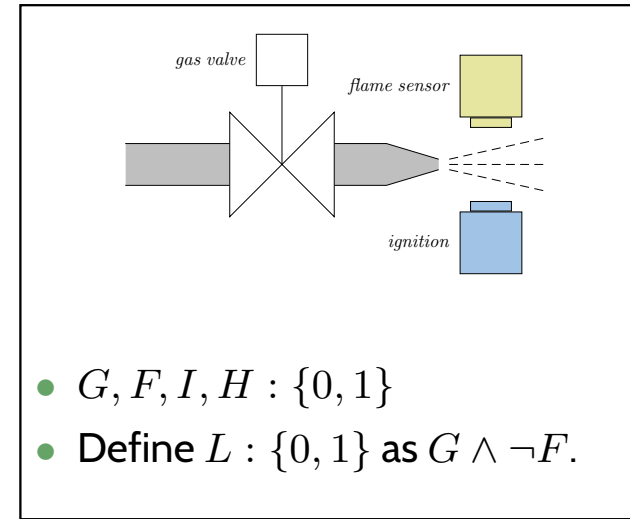 gas valve
flame sensor
ignition
• G, F, I, H : {0, 1}
• Define L : {0, 1} as G ∧ ¬F.